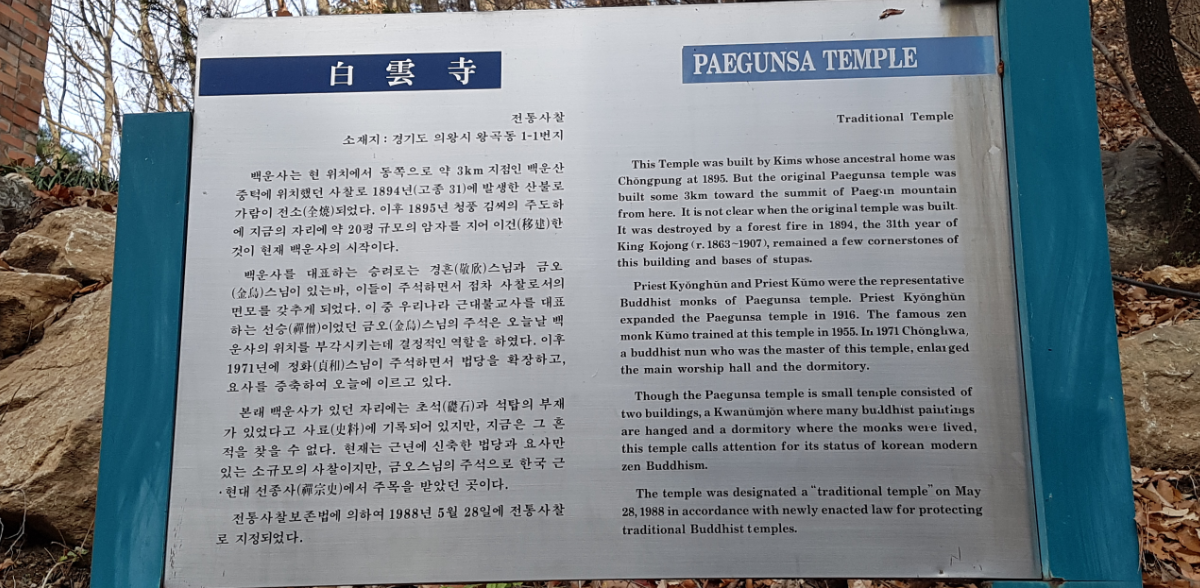 白雲寺
전통사찰
소재지 : 경기도 의왕시 왕곡동 1-1번지
백운사는 현 위치에서 동쪽으로 약 3km 지점인 백운산
중턱에 위치했던 사찰로 1894년(고종 31)에 발생한 산불로
가람이 전소(全燒)되었다. 이후 1895년 청풍 김씨의 주도하
에 지금의 자리에 약 20평 규모의 암자를 지어 이건(移建)한
것이 현재 백운사의 시작이다.
백운사를 대표하는 승려로는 경흔(敬欣)스님과 금오
(金烏)스님이 있는바, 이들이 주석하면서 점차 사찰로서의
면모를 갖추게 되었다. 이 중 우리나라 근대불교사를 대표
하는 선승(禪僧)이었던 금오(金烏)스님의 주석은 오늘날 백
운사의 위치를 부각시키는데 결정적인 역할을 하였다. 이후
1971년에 정화(貞和)스님이 주석하면서 법당을 확장하고,
요사를 증축하여 오늘에 이르고 있다.
본래 백운사가 있던 자리에는 초석(礎石)과 석탑의 부재
가 있었다고 사료(史料)에 기록되어 있지만, 지금은 그 흔
적을 찾을 수 없다. 현재는 근년에 신축한 법당과 요사만
있는 소규모의 사찰이지만, 금오스님의 주석으로 한국 근
·현대 선종사(禪宗史)에서 주목을 받았던 곳이다.
전통사찰보존법에 의하여 1988년 5월 28일에 전통사찰
로 지정되었다.
PAEGUNSA TEMPLE
Traditional Temple
This Temple was built by Kims whose ancestral home was
Chŏngpung at 1895. But the original Paegunsa temple was
built some 3km toward the summit of Paegun mountain
from here. It is not clear when the original temple was built.
It was destroyed by a forest fire in 1894, the 31th year of
King Kojong (r. 1863~1907), remained a few cornerstones of
this building and bases of stupas.
Priest Kyŏnghŭn and Priest Kŭmo were the representative
Buddhist monks of Paegunsa temple. Priest Kyŏnghŭn
expanded the Paegunsa temple in 1916. The famous zen
monk Kŭmo trained at this temple in 1955. In 1971 Chŏnghwa,
a buddhist nun who was the master of this temple, enlarged
the main worship hall and the dormitory.
Though the Paegunsa temple is small temple consisted of
two buildings, a Kwanŭmjŏn where many buddhist paintings
are hanged and a dormitory where the monks were lived,
this temple calls attention for its status of korean modern
zen Buddhism.
The temple was designated a "traditional temple" on May
28, 1988 in accordance with newly enacted law for protecting
traditional Buddhist temples.